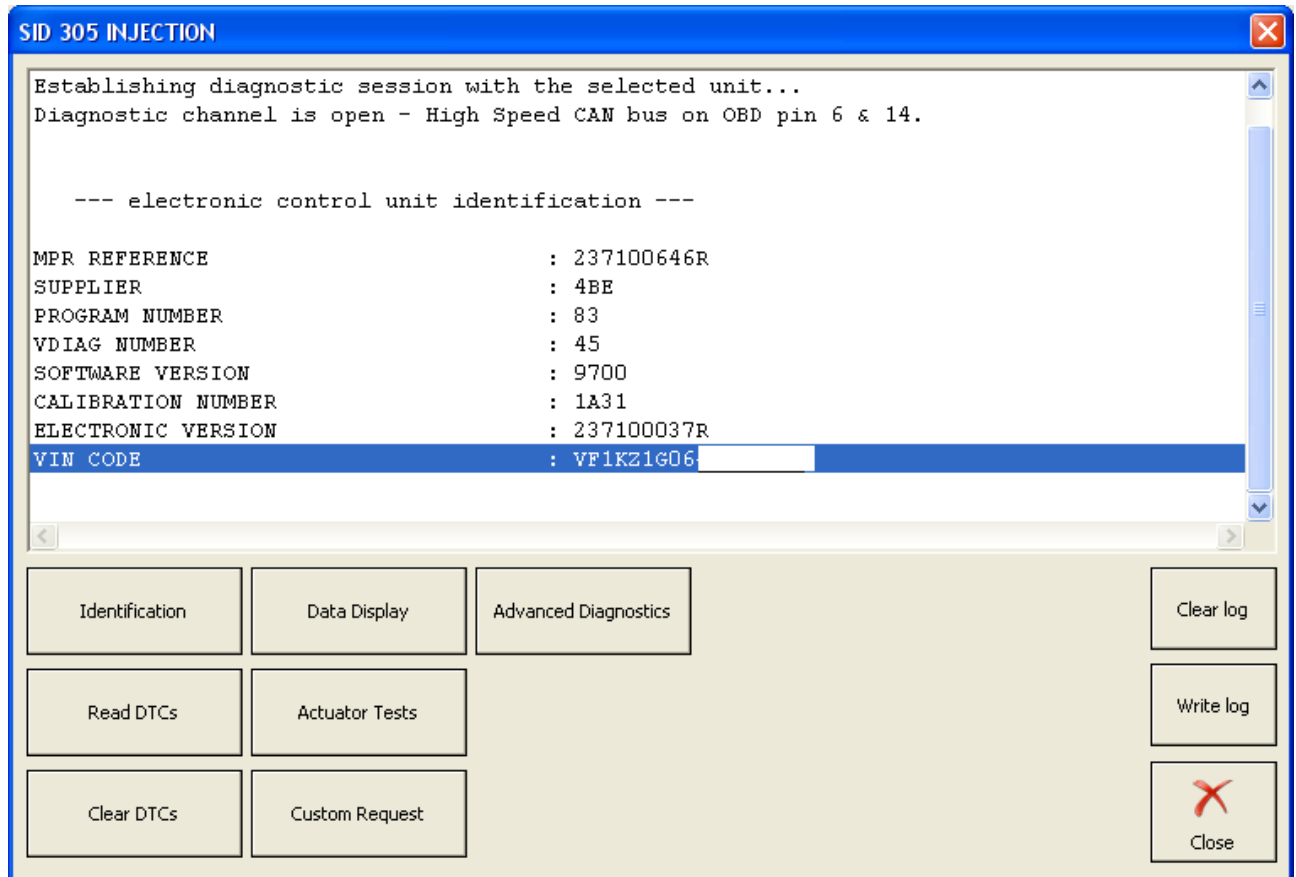 SID 305 INJECTION
Establishing diagnostic session with the selected unit...
Diagnostic channel is open - High Speed CAN bus on OBD pin 6 & 14.
--- electronic control unit identification ---
MPR REFERENCE : 237100646R
SUPPLIER : 4BE
PROGRAM NUMBER : 83
VDIAG NUMBER : 45
SOFTWARE VERSION : 9700
CALIBRATION NUMBER : 1A31
ELECTRONIC VERSION : 237100037R
VIN CODE : VF1KZ1G06
Identification
Data Display
Advanced Diagnostics
Clear log
Read DTCs
Actuator Tests
Write log
Clear DTCs
Custom Request
Close